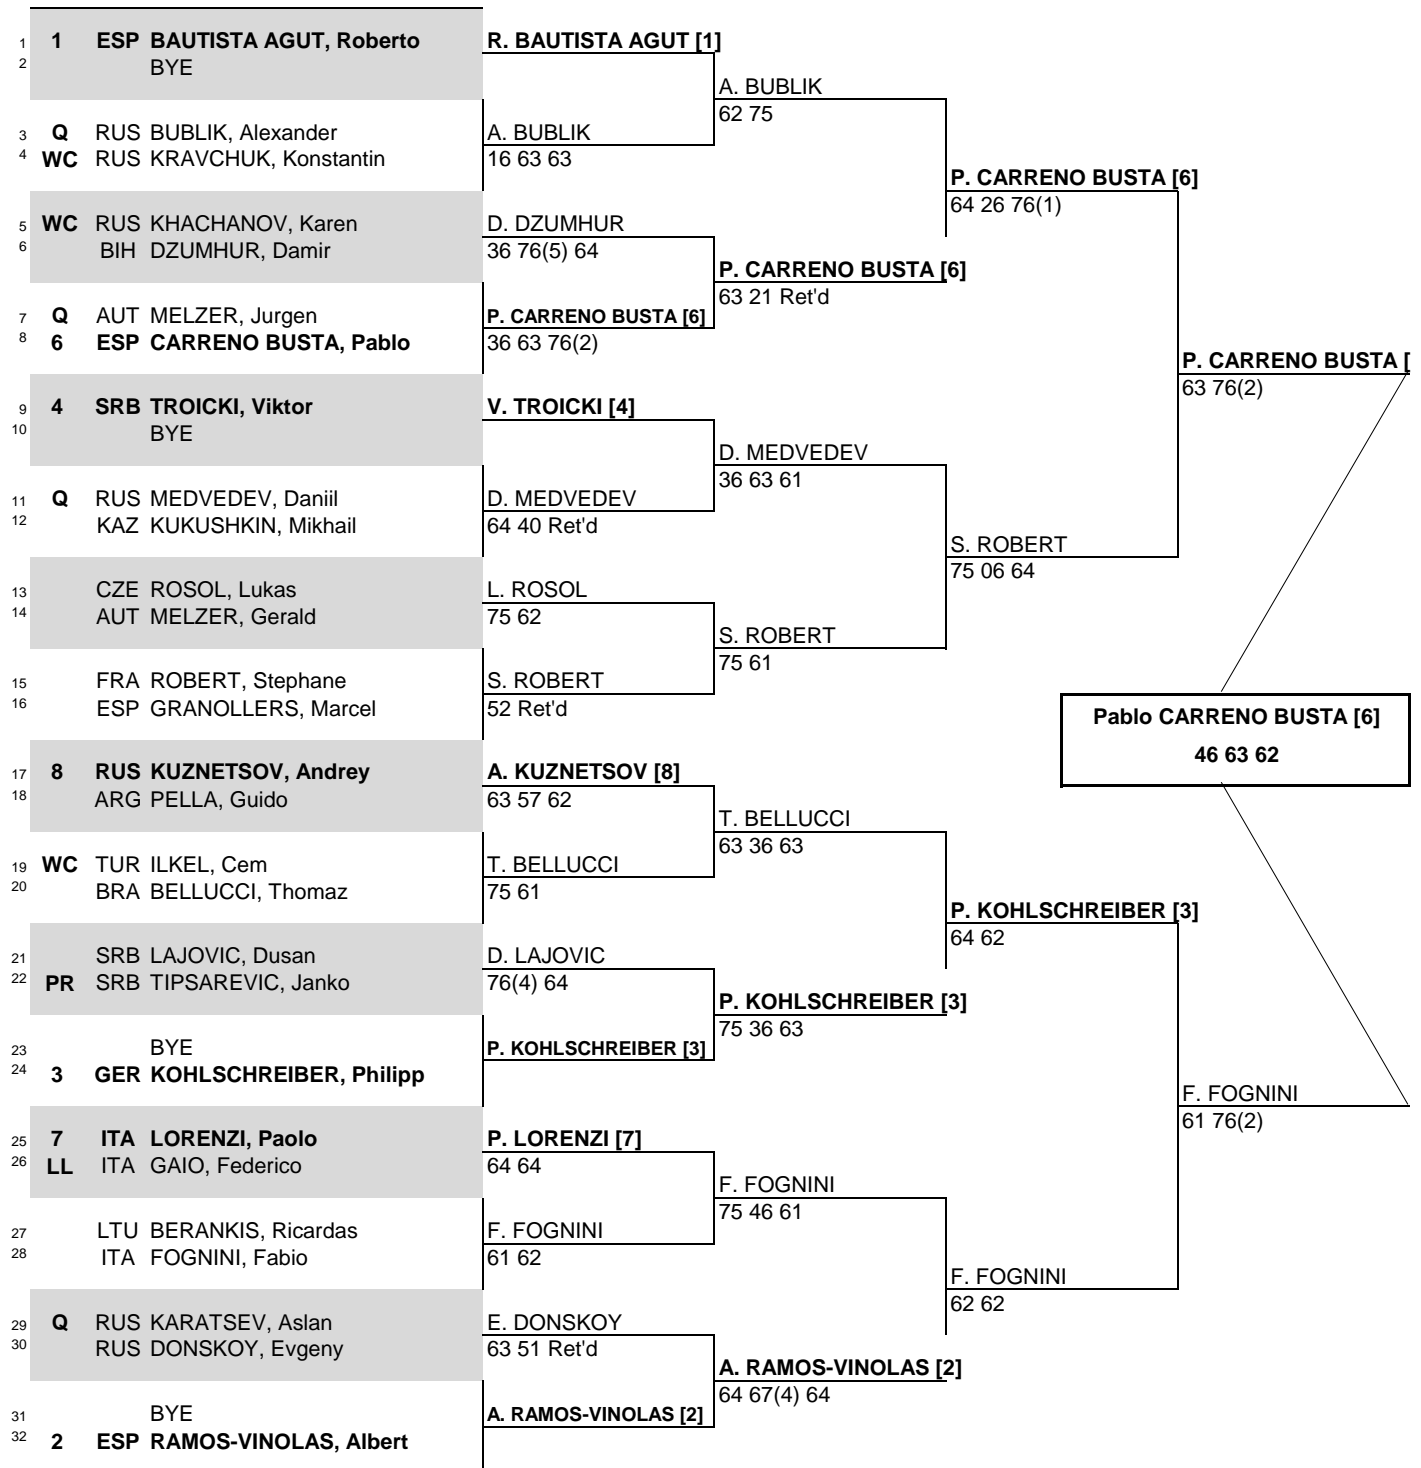 1 1 ESP BAUTISTA AGUT, Roberto
2 BYE
3 Q RUS BUBLIK, Alexander
4 WC RUS KRAVCHUK, Konstantin
5 WC RUS KHACHANOV, Karen
6 BIH DZUMHUR, Damir
7 Q AUT MELZER, Jurgen
8 6 ESP CARRENO BUSTA, Pablo
9 4 SRB TROICKI, Viktor
10 BYE
11 Q RUS MEDVEDEV, Daniil
12 KAZ KUKUSHKIN, Mikhail
13 CZE ROSOL, Lukas
14 AUT MELZER, Gerald
15 FRA ROBERT, Stephane
16 ESP GRANOLLERS, Marcel
17 8 RUS KUZNETSOV, Andrey
18 ARG PELLA, Guido
19 WC TUR ILKEL, Cem
20 BRA BELLUCCI, Thomaz
21 SRB LAJOVIC, Dusan
22 PR SRB TIPSAREVIC, Janko
23 BYE
24 3 GER KOHLSCHREIBER, Philipp
25 7 ITA LORENZI, Paolo
26 LL ITA GAIO, Federico
27 LTU BERANKIS, Ricardas
28 ITA FOGNINI, Fabio
29 Q RUS KARATSEV, Aslan
30 RUS DONSKOY, Evgeny
31 BYE
32 2 ESP RAMOS-VINOLAS, Albert
R. BAUTISTA AGUT [1]
A. BUBLIK
16 63 63
D. DZUMHUR
36 76(5) 64
P. CARRENO BUSTA [6]
36 63 76(2)
V. TROICKI [4]
D. MEDVEDEV
64 40 Ret'd
L. ROSOL
75 62
S. ROBERT
52 Ret'd
A. KUZNETSOV [8]
63 57 62
T. BELLUCCI
75 61
D. LAJOVIC
76(4) 64
P. KOHLSCHREIBER [3]
P. LORENZI [7]
64 64
F. FOGNINI
61 62
E. DONSKOY
63 51 Ret'd
A. RAMOS-VINOLAS [2]
A. BUBLIK
62 75
P. CARRENO BUSTA [6]
63 21 Ret'd
D. MEDVEDEV
36 63 61
S. ROBERT
75 61
T. BELLUCCI
63 36 63
P. KOHLSCHREIBER [3]
75 36 63
F. FOGNINI
75 46 61
A. RAMOS-VINOLAS [2]
64 67(4) 64
P. CARRENO BUSTA [6]
64 26 76(1)
S. ROBERT
75 06 64
P. KOHLSCHREIBER [3]
64 62
F. FOGNINI
62 62
P. CARRENO BUSTA [
63 76(2)
F. FOGNINI
61 76(2)
Pablo CARRENO BUSTA [6]
46 63 62